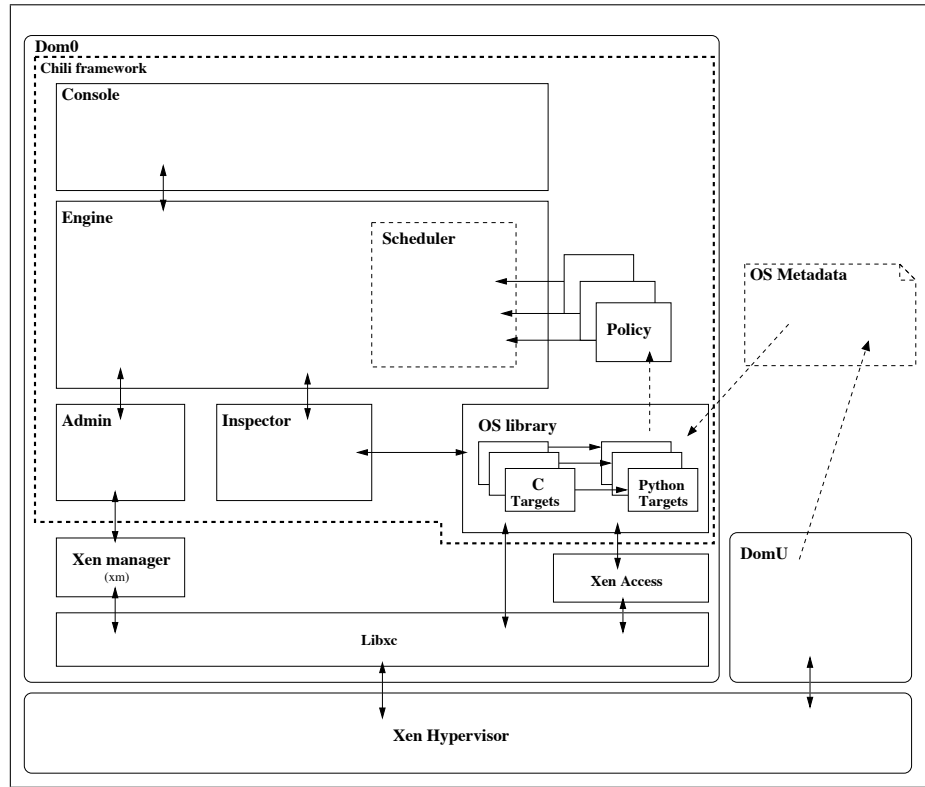 Dom0
Chili framework
Console
Engine
Scheduler
Policy
OS Metadata
Admin
Inspector
OS library
C
Targets
Python
Targets
Xen manager
(xm)
Xen Access
DomU
Libxc
Xen Hypervisor